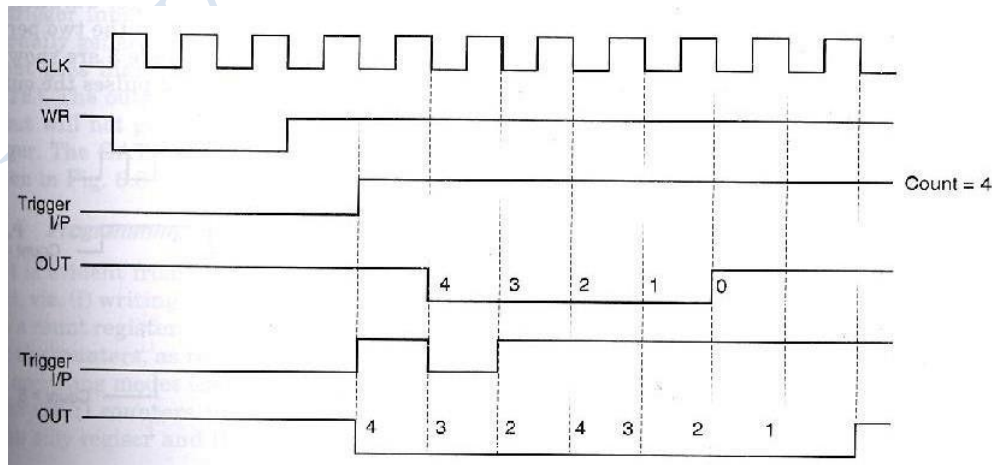 CLK
WR
Trigger
I/P
Count = 4
OUT
4 3 2 1 0
Trigger
I/P
OUT
4 3 2 4 3 2 1